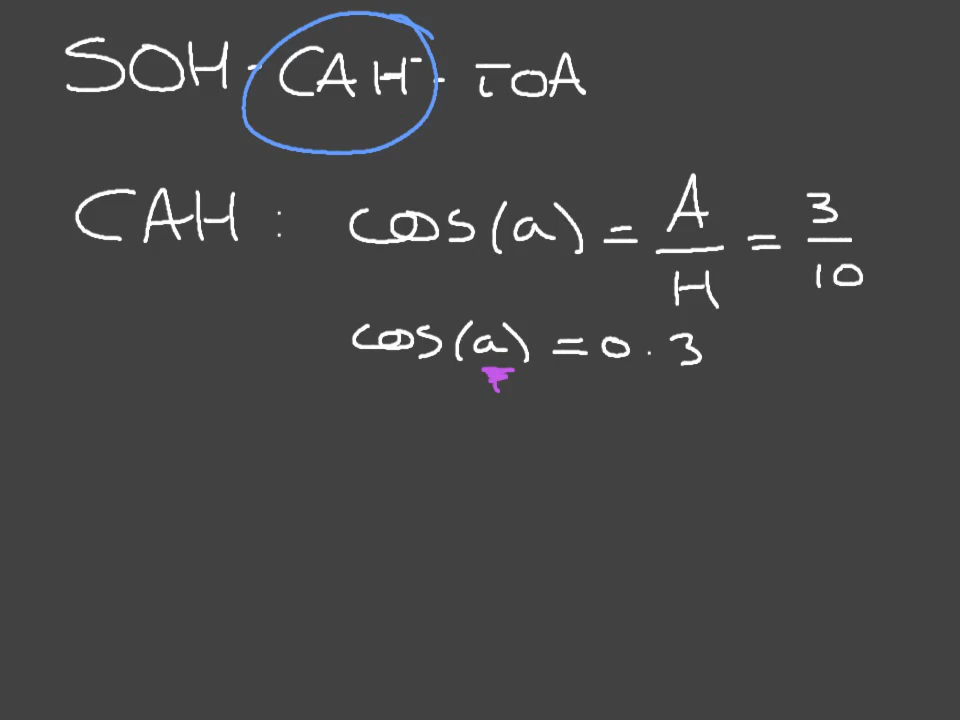 SOH - CAH - TOA
CAH : cos(a) = A/H = 3/10
cos(a) = 0.3